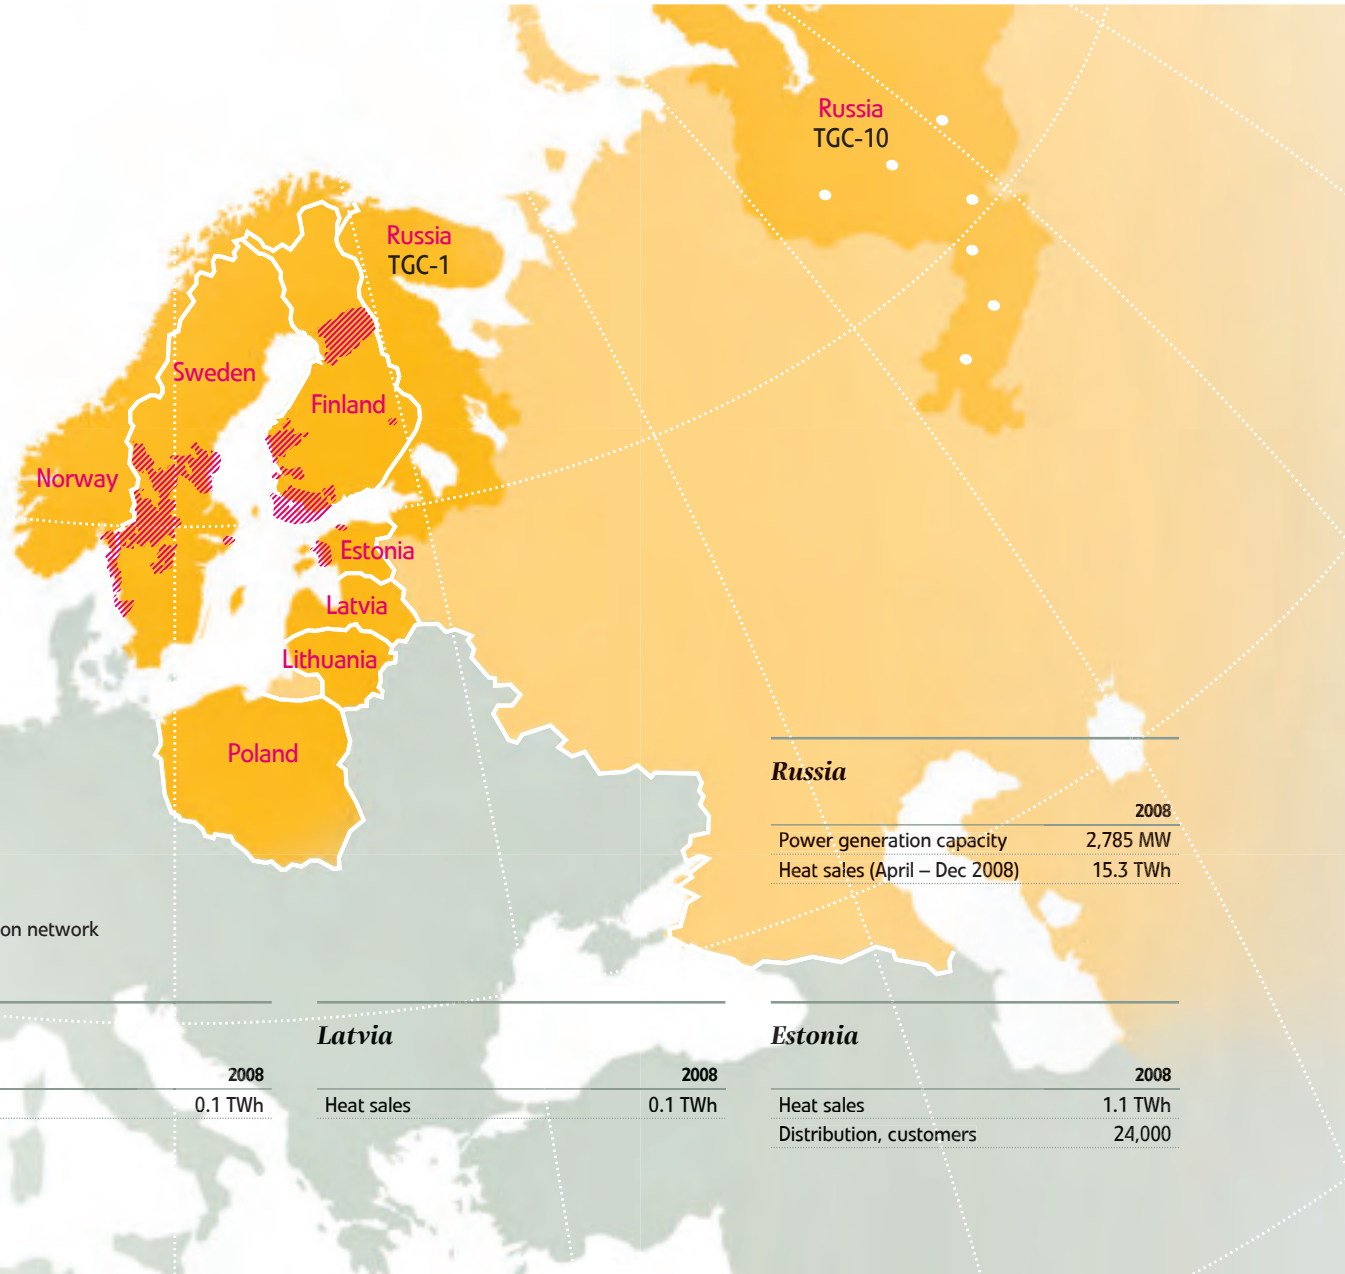 Russia
TGC-10
Russia
TGC-1
Sweden
Finland
Norway
Estonia
Latvia
Lithuania
Poland
Russia
2008
Power generation capacity 2,785 MW
Heat sales (April – Dec 2008) 15.3 TWh
on network
2008
0.1 TWh
Latvia
2008
Heat sales 0.1 TWh
Estonia
2008
Heat sales 1.1 TWh
Distribution, customers 24,000